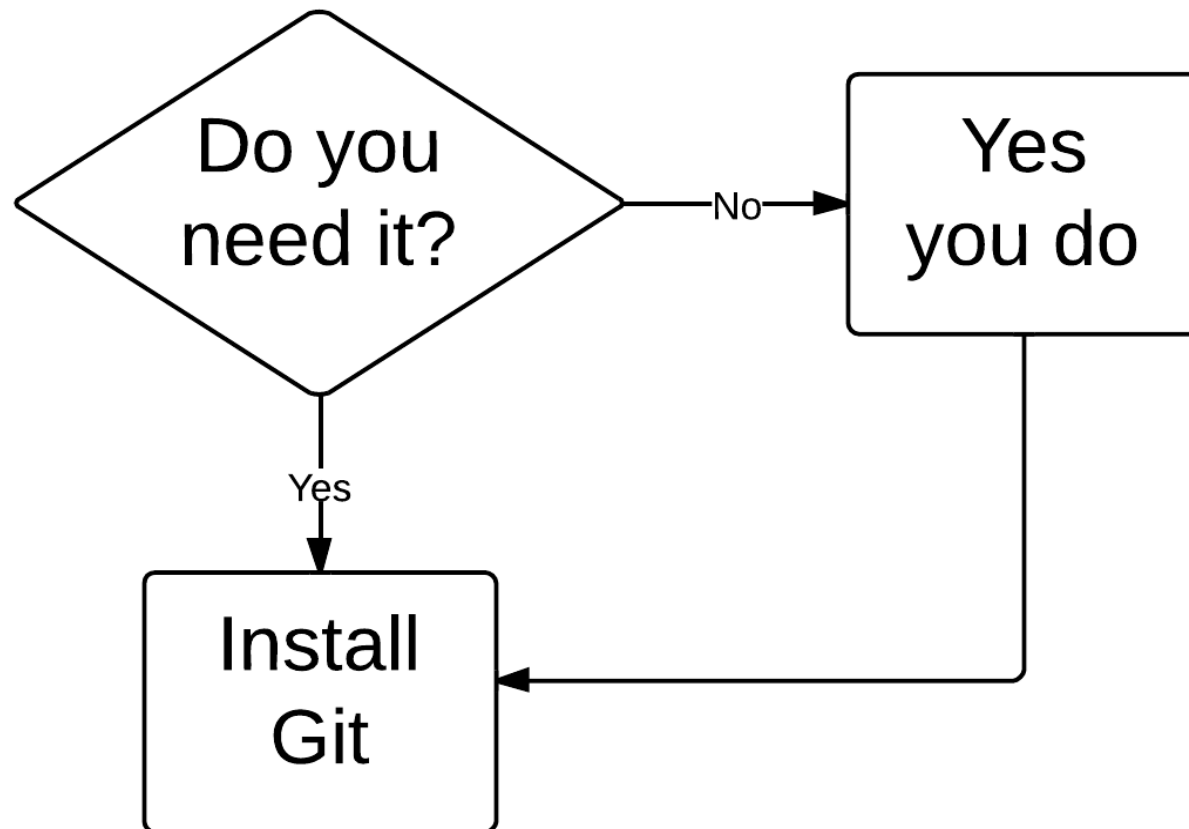 Do you
need it?
No
Yes
you do
Yes
Install
Git